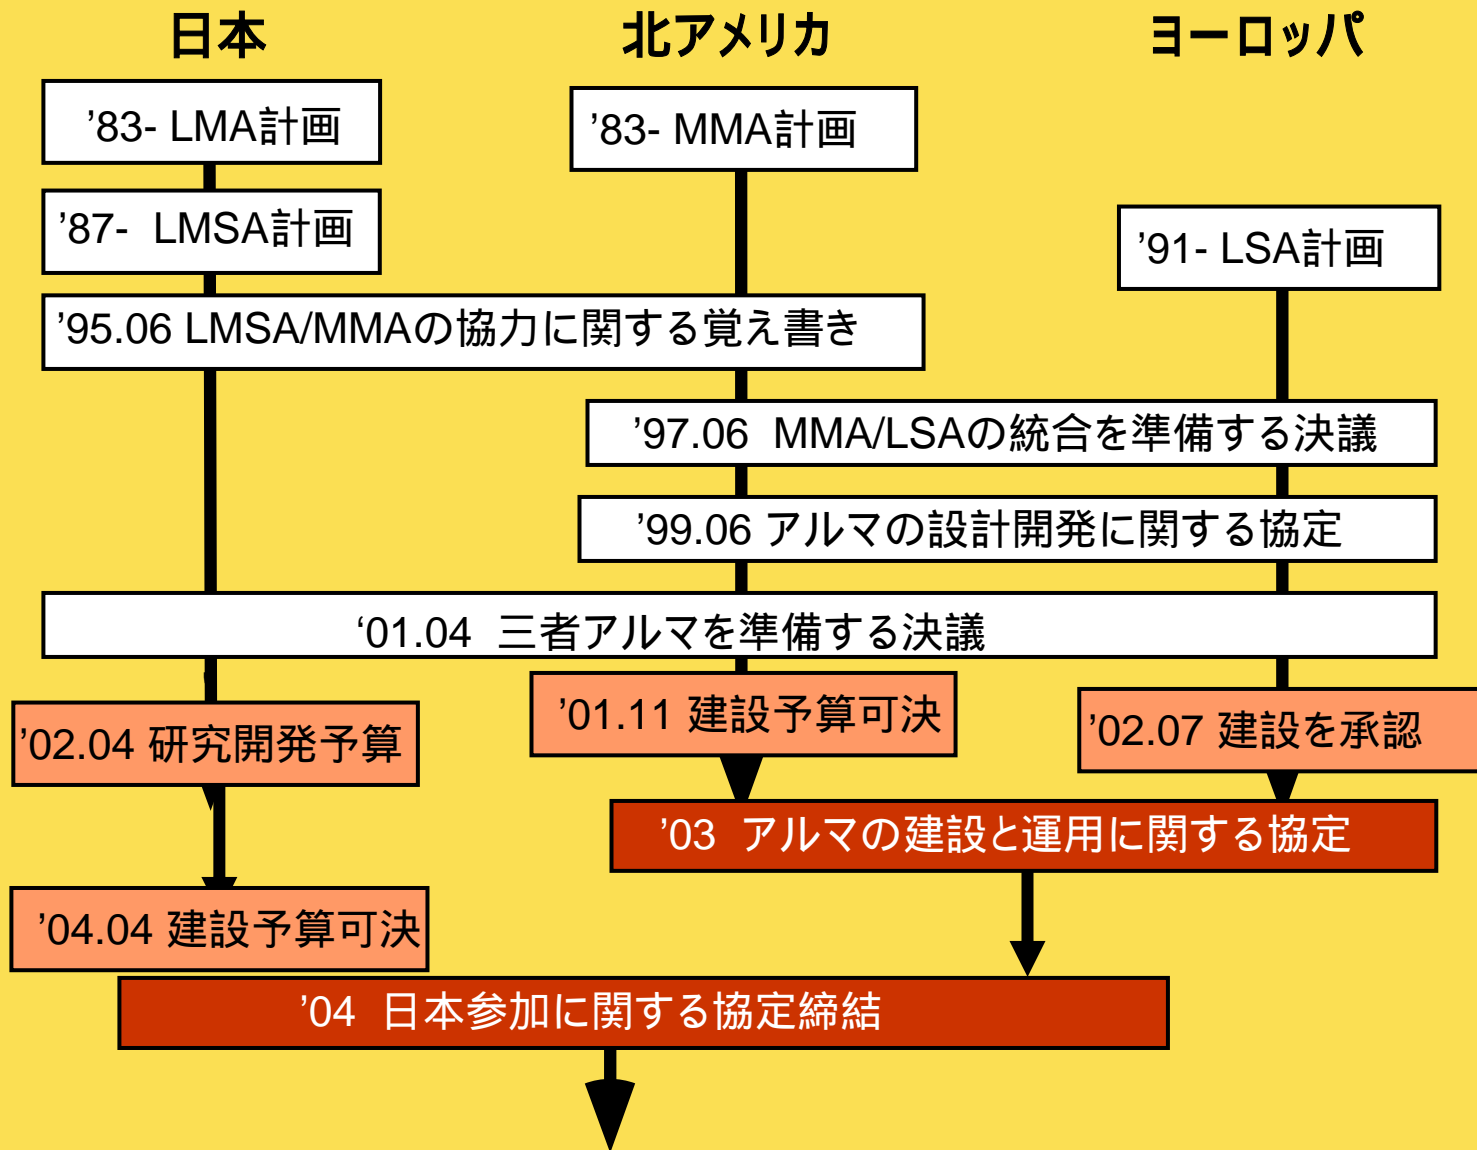 日本
北アメリカ
ヨーロッパ
’83- LMA計画
’83- MMA計画
’87-  LMSA計画
’91- LSA計画
’95.06 LMSA/MMAの協力に関する覚え書き
’97.06  MMA/LSAの統合を準備する決議
’99.06 アルマの設計開発に関する協定
‘01.04  三者アルマを準備する決議
’01.11 建設予算可決
’02.07 建設を承認
’02.04 研究開発予算
’03  アルマの建設と運用に関する協定
’04.04 建設予算可決
’04  日本参加に関する協定締結